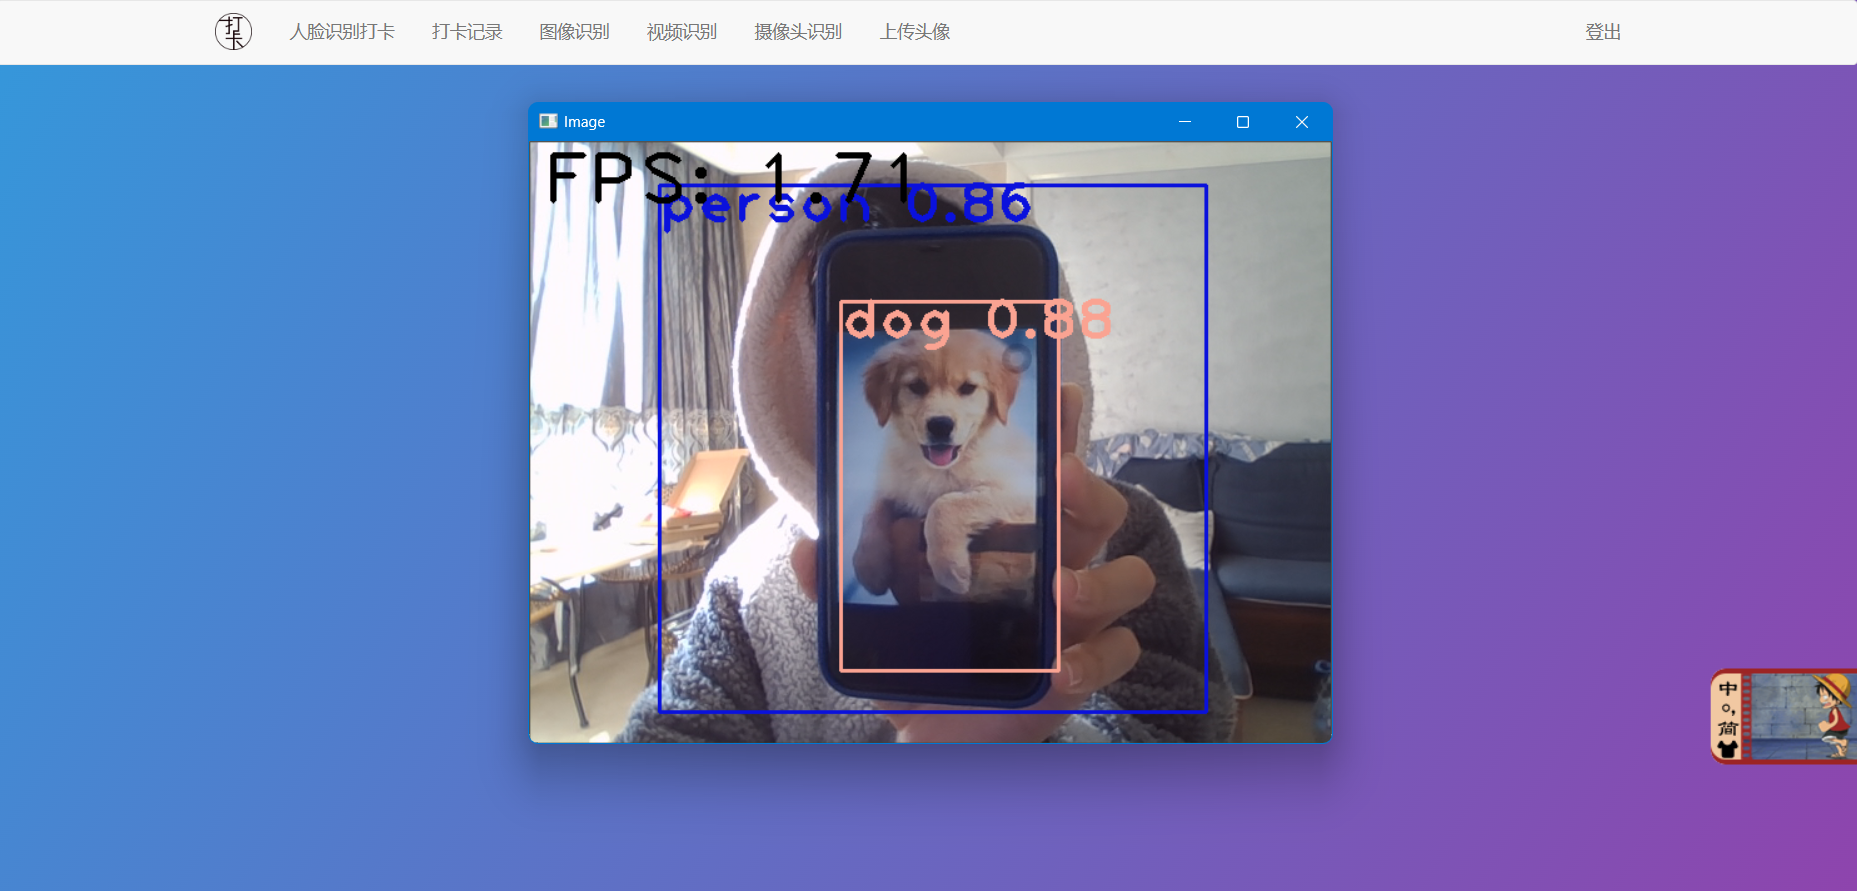 打卡
人脸识别打卡 打卡记录 图像识别 视频识别 摄像头识别 上传头像 登出
Image
FPS: 1.71
person 0.86
dog 0.88
中
。,
简